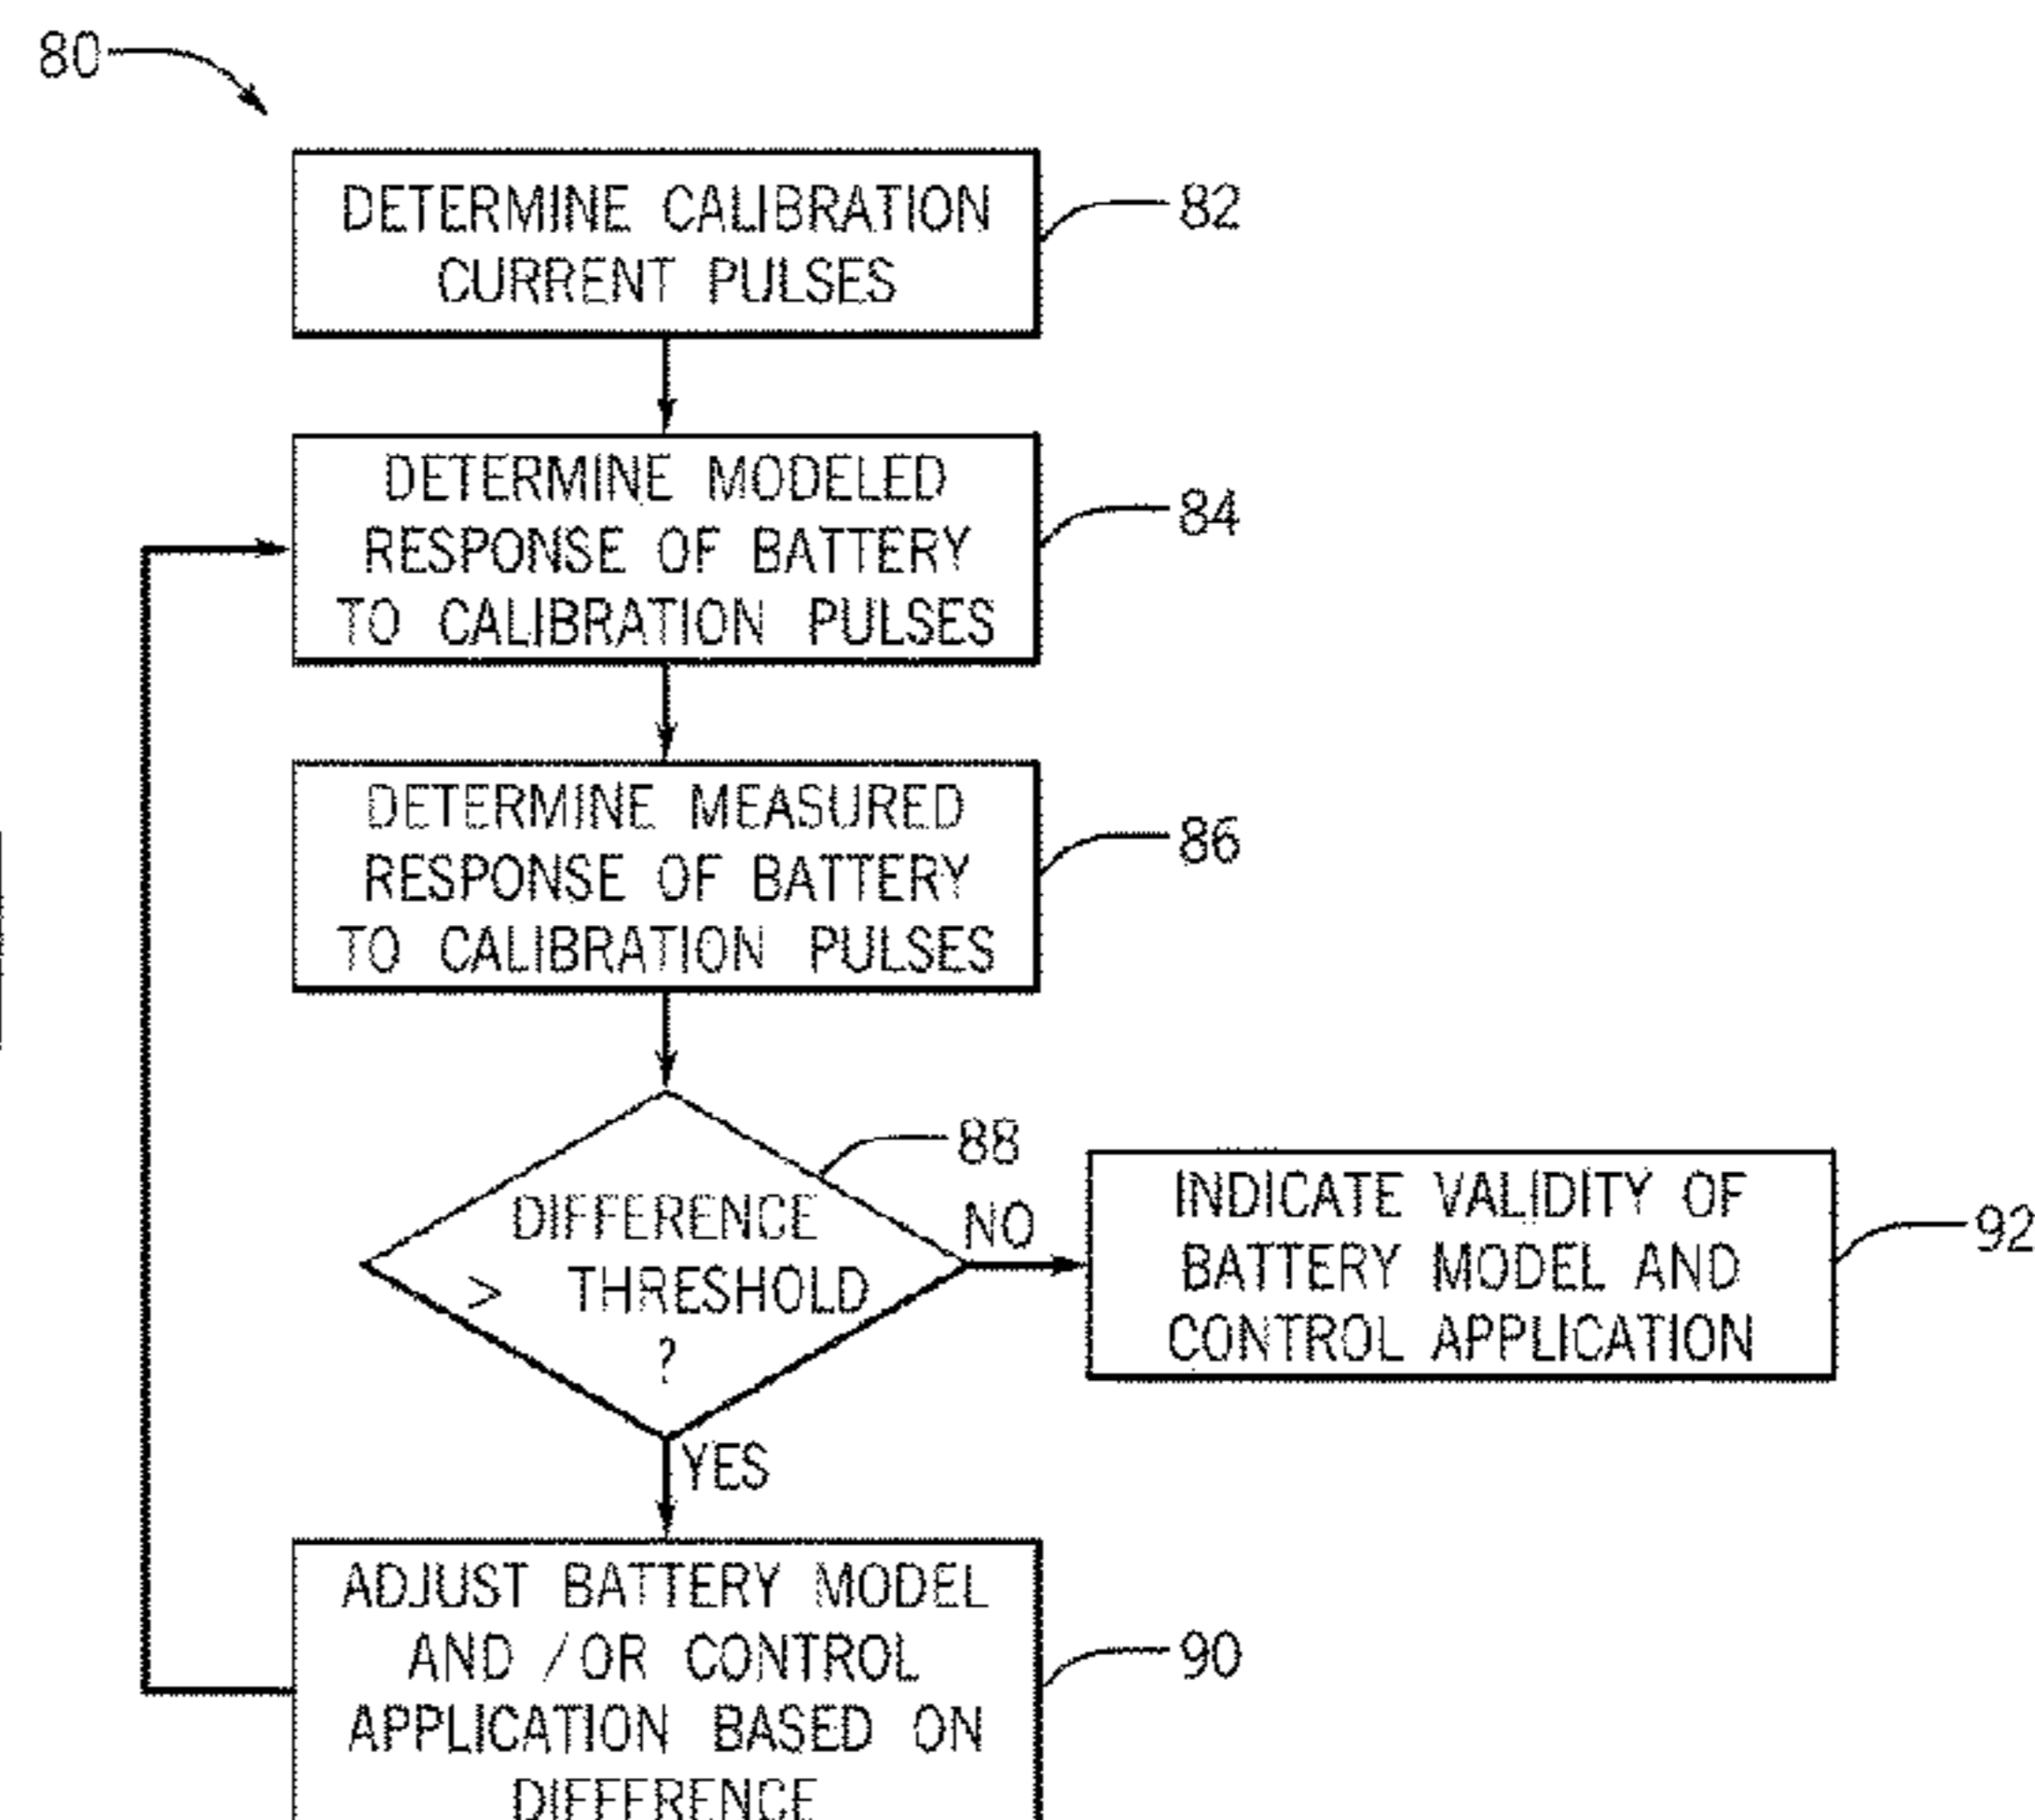 80
DETERMINE CALIBRATION
CURRENT PULSES
82
DETERMINE MODELED
RESPONSE OF BATTERY
TO CALIBRATION PULSES
84
DETERMINE MEASURED
RESPONSE OF BATTERY
TO CALIBRATION PULSES
86
88
DIFFERENCE
> THRESHOLD
?
NO
INDICATE VALIDITY OF
BATTERY MODEL AND
CONTROL APPLICATION
92
YES
ADJUST BATTERY MODEL
AND /OR CONTROL
APPLICATION BASED ON
DIFFERENCE
90